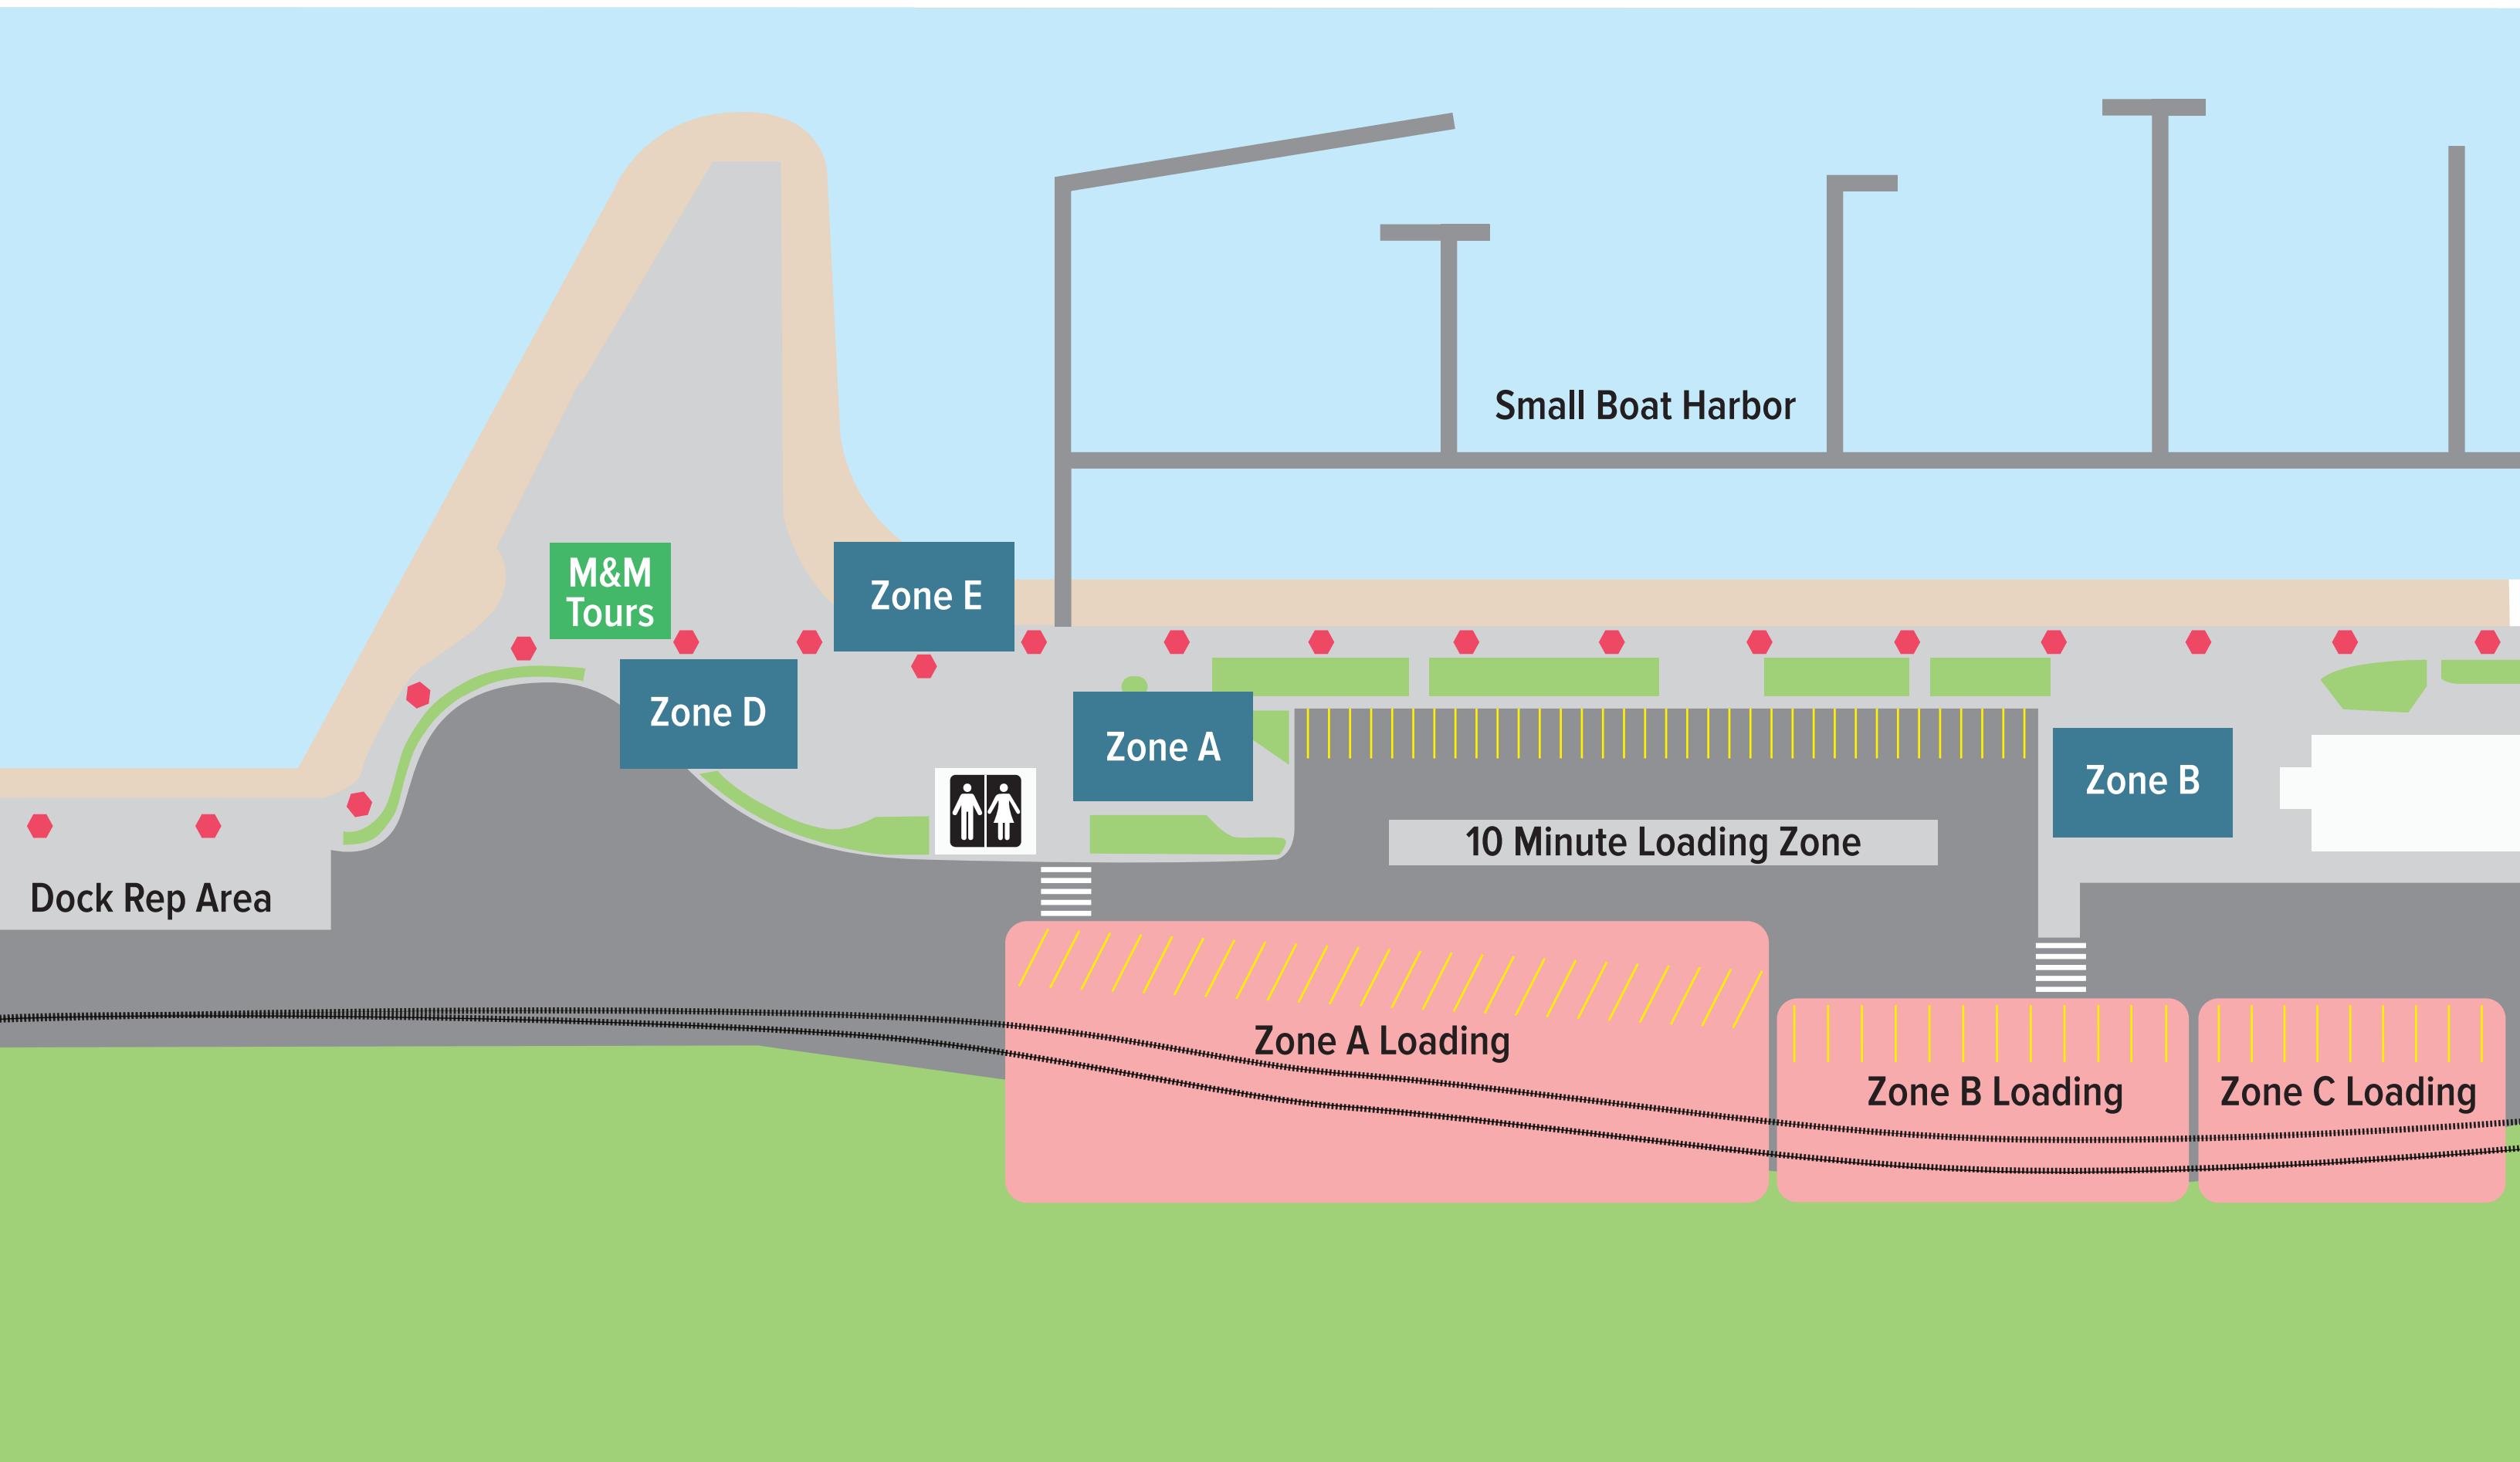 Small Boat Harbor
M&M
Tours
Zone E
Zone D
Zone A
Zone B
10 Minute Loading Zone
Dock Rep Area
Zone A Loading
Zone B Loading
Zone C Loading